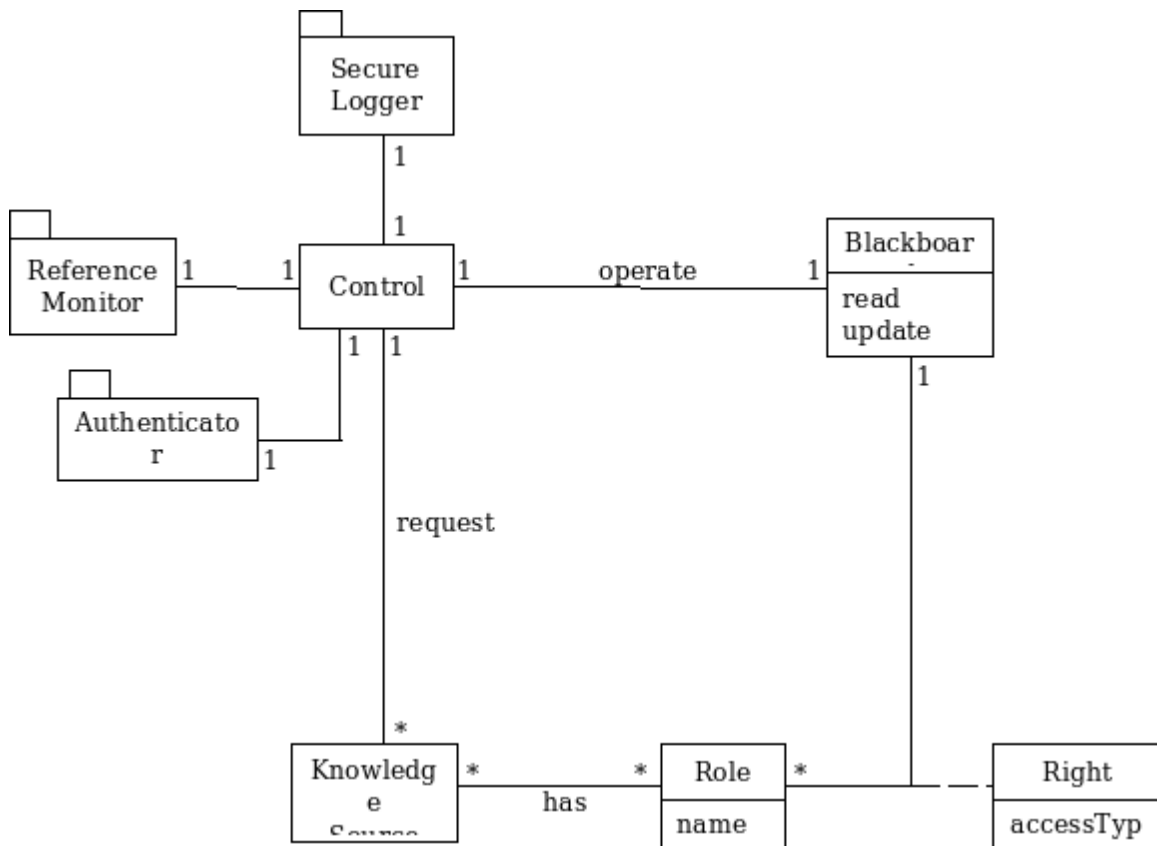 Secure
Logger
1
1
Reference
Monitor
1
1
Control
1
operate
1
Blackboar
read
update
1
1
1
Authenticato
r
1
request
*
Knowledg
e
Source
*
has
*
Role
name
*
Right
accessTyp